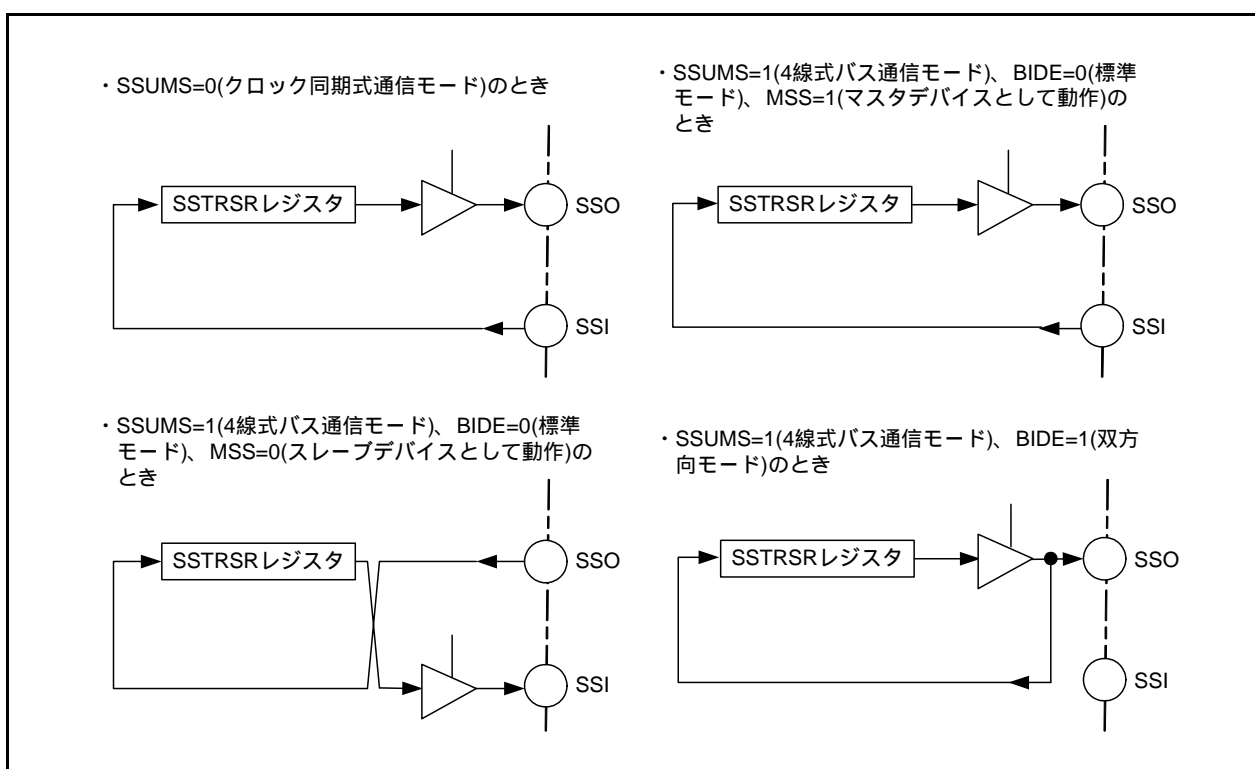 ・SSUMS=0(クロック同期式通信モード)のとき
SSTRSRレジスタ
SSO
SSI
・SSUMS=1(4線式バス通信モード)、BIDE=0(標準
モード)、MSS=1(マスタデバイスとして動作)の
とき
SSTRSRレジスタ
SSO
SSI
・SSUMS=1(4線式バス通信モード)、BIDE=0(標準
モード)、MSS=0(スレーブデバイスとして動作)の
とき
SSTRSRレジスタ
SSO
SSI
・SSUMS=1(4線式バス通信モード)、BIDE=1(双方
向モード)のとき
SSTRSRレジスタ
SSO
SSI